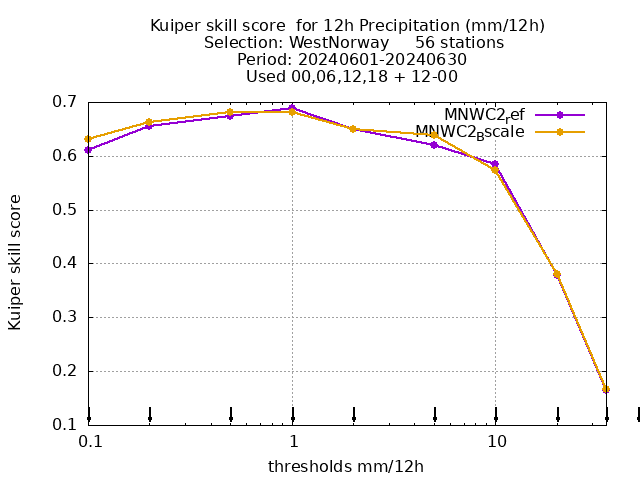 Kuiper skill score  for 12h Precipitation (mm/12h)
Selection: WestNorway     56 stations
Period: 20240601-20240630
Used 00,06,12,18 + 12-00
MNWC2_ref
MNWC2_Bscale
0.7
0.6
0.5
0.4
0.3
0.2
0.1
Kuiper skill score
0.1 1 10
thresholds mm/12h